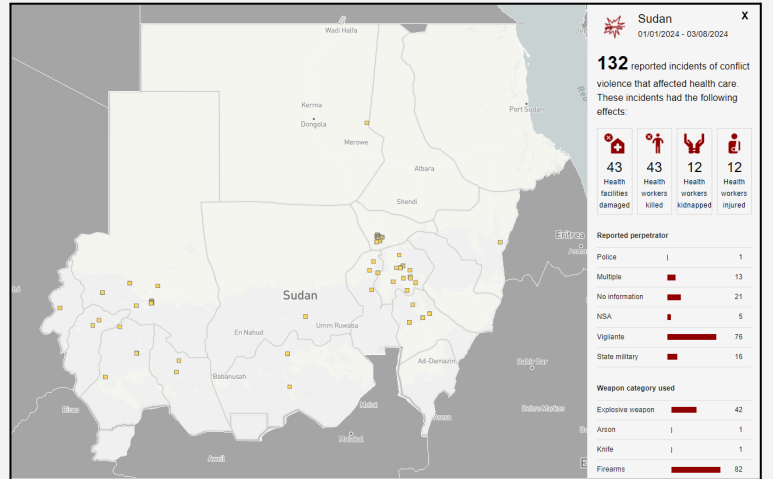 Wadi Halfa
Kerma
Dongola
Merowe
Port Sudan
Atbara
Shendi
Eritrea
Sudan
En Nahud
Umm Ruwaba
Babanusah
Ad-Damazin
Bahir Dar
Debre Markos
Malakal
Aweil
Sudan
X
01/01/2024 - 03/08/2024
132 reported incidents of conflict
violence that affected health care.
These incidents had the following
effects:
43
Health
facilities
damaged
43
Health
workers
killed
12
Health
workers
kidnapped
12
Health
workers
injured
Reported perpetrator
Police 1
Multiple 13
No information 21
NSA 5
Vigilante 76
State military 16
Weapon category used
Explosive weapon 42
Arson 1
Knife 1
Firearms 82